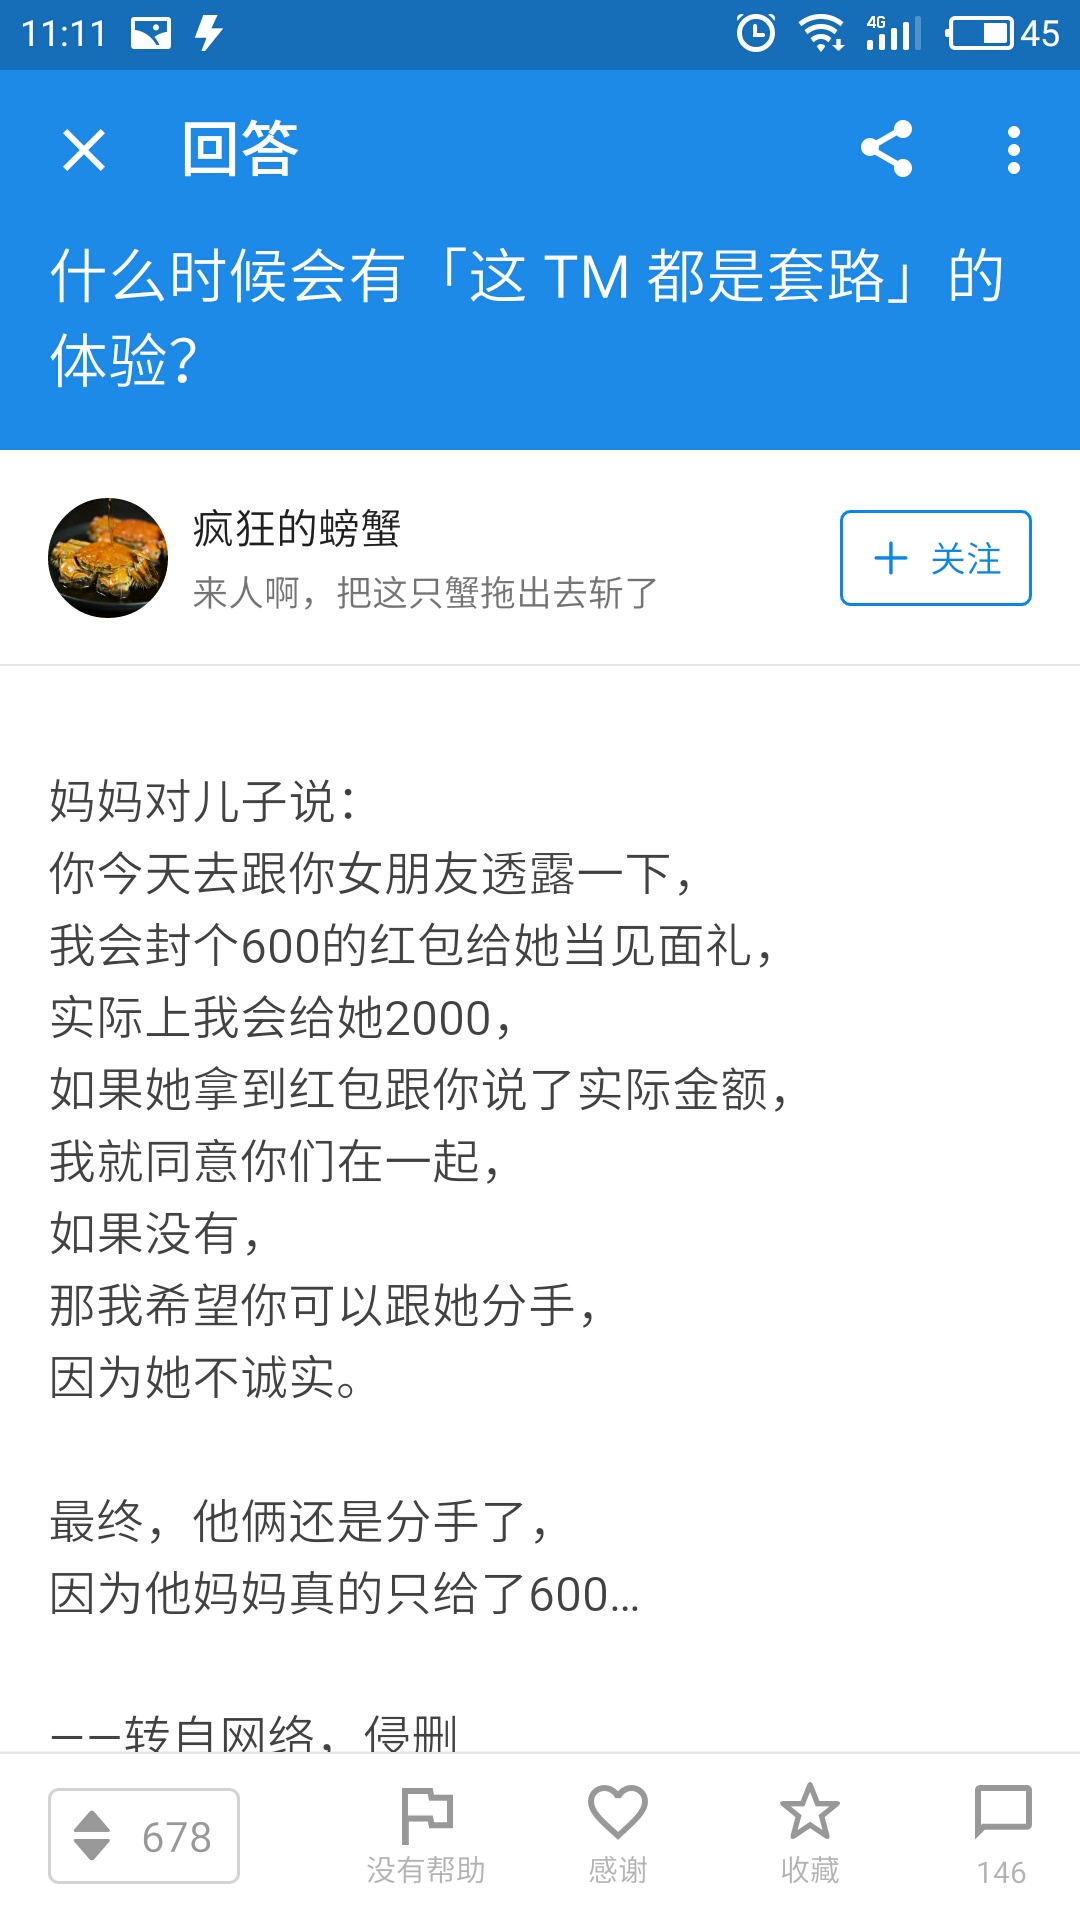 11:11
4G
45
回答
什么时候会有「这 TM 都是套路」的
体验？
疯狂的螃蟹
来人啊，把这只蟹拖出去斩了
＋ 关注
妈妈对儿子说：
你今天去跟你女朋友透露一下，
我会封个600的红包给她当见面礼，
实际上我会给她2000，
如果她拿到红包跟你说了实际金额，
我就同意你们在一起，
如果没有，
那我希望你可以跟她分手，
因为她不诚实。
最终，他俩还是分手了，
因为他妈妈真的只给了600...
——转自网络，侵删
678
没有帮助
感谢
收藏
146